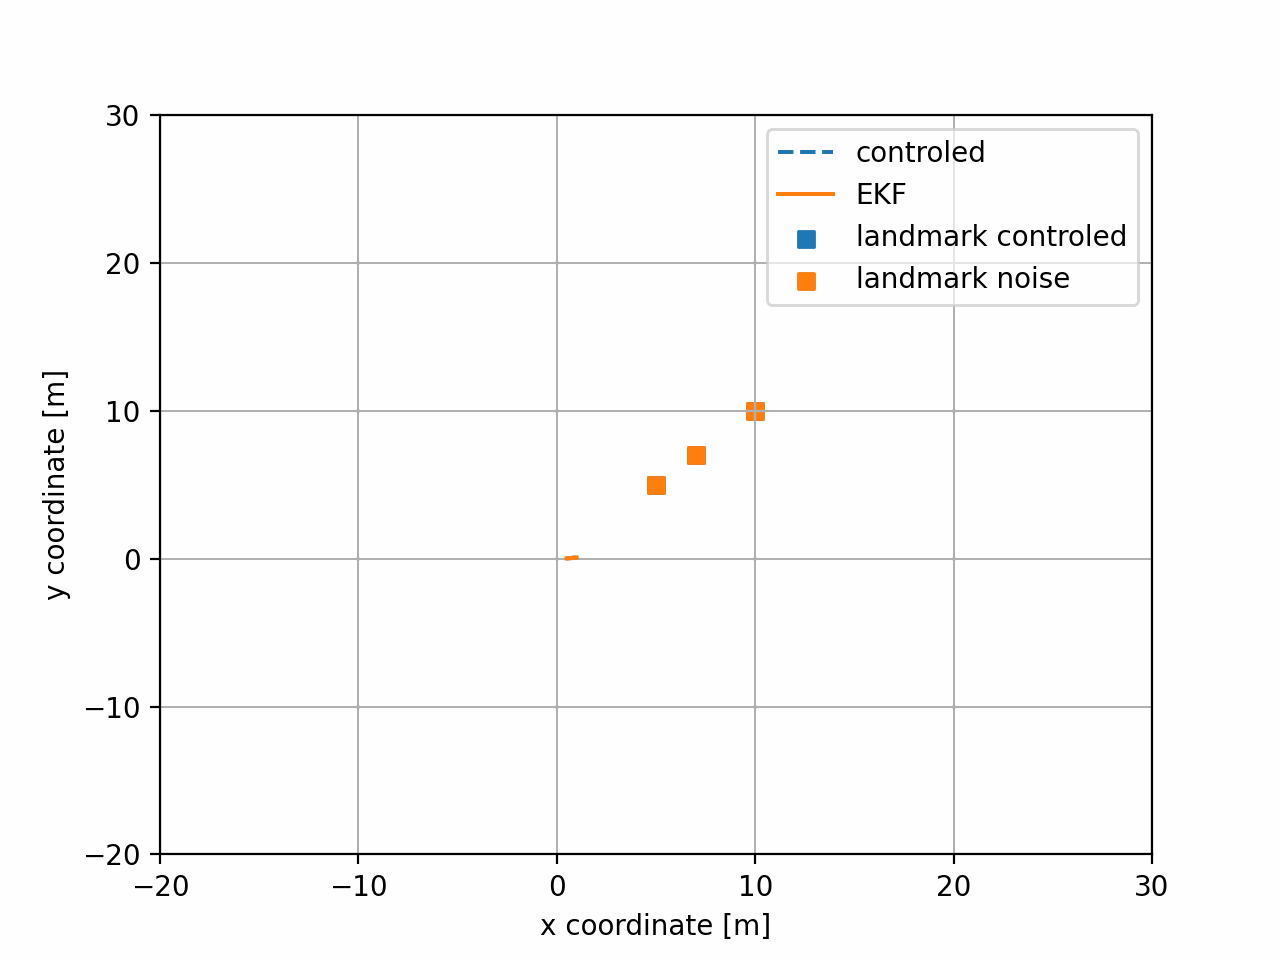 controled
EKF
landmark controled
landmark noise
30
20
10
0
−10
−20
y coordinate [m]
−20 −10 0 10 20 30
x coordinate [m]